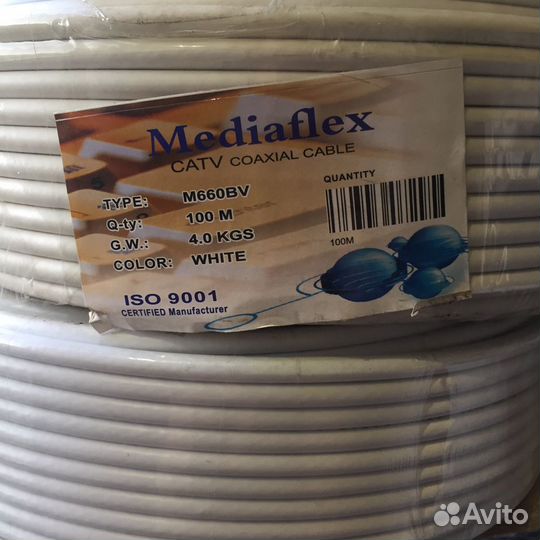 Mediaflex
CATV COAXIAL CABLE
TYPE: M660BV
Q-ty: 100 M
G.W.: 4.0 KGS
COLOR: WHITE
QUANTITY
100M
ISO 9001
CERTIFIED Manufacturer
Avito